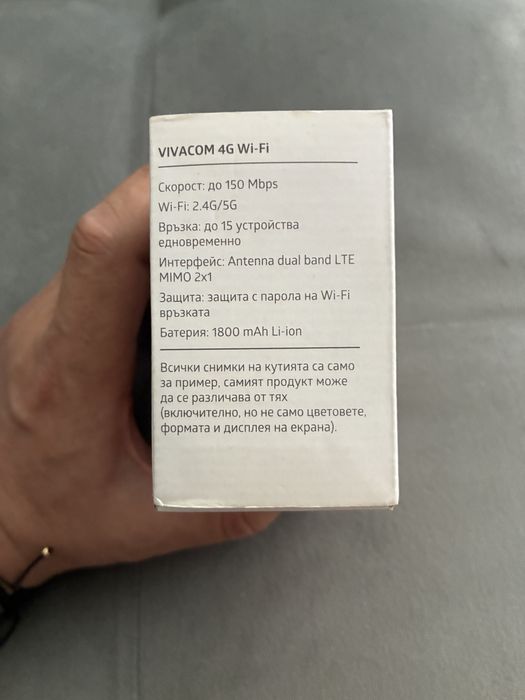 VIVACOM 4G Wi-Fi
Скорост: до 150 Mbps
Wi-Fi: 2.4G/5G
Връзка: до 15 устройства
едновременно
Интерфейс: Antenna dual band LTE
MIMO 2x1
Защита: защита с парола на Wi-Fi
връзката
Батерия: 1800 mAh Li-ion
Всички снимки на кутията са само
за пример, самият продукт може
да се различава от тях
(включително, но не само цветовете,
формата и дисплея на екрана).